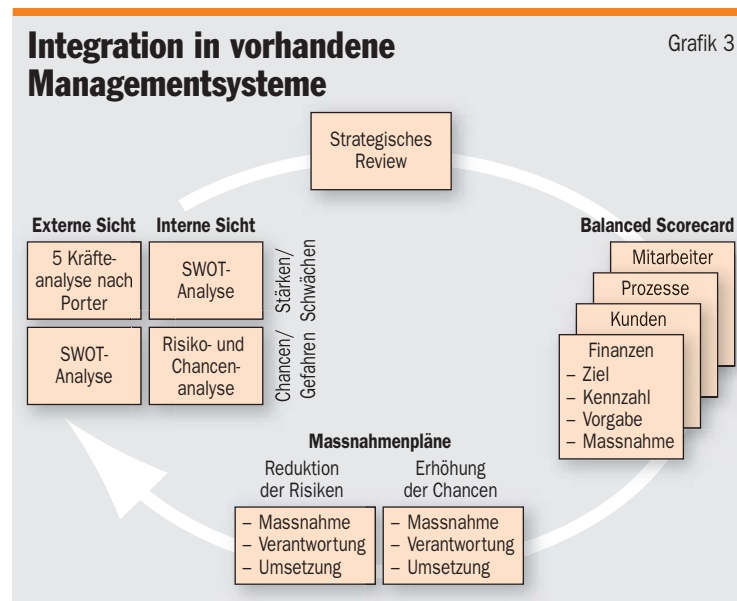 Integration in vorhandene
Managementsysteme
Grafik 3
Strategisches
Review
Externe Sicht
Interne Sicht
5 Kräfte-
analyse nach
Porter
SWOT-
Analyse
Stärken/
Schwächen
SWOT-
Analyse
Risiko- und
Chancen-
analyse
Chancen/
Gefahren
Balanced Scorecard
Mitarbeiter
Prozesse
Kunden
Finanzen
– Ziel
– Kennzahl
– Vorgabe
– Massnahme
Massnahmenpläne
Reduktion
der Risiken
– Massnahme
– Verantwortung
– Umsetzung
Erhöhung
der Chancen
– Massnahme
– Verantwortung
– Umsetzung